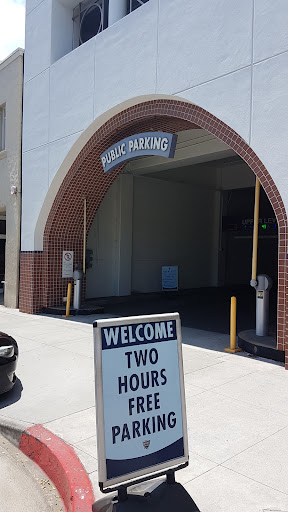 PUBLIC PARKING
WELCOME
TWO
HOURS
FREE
PARKING